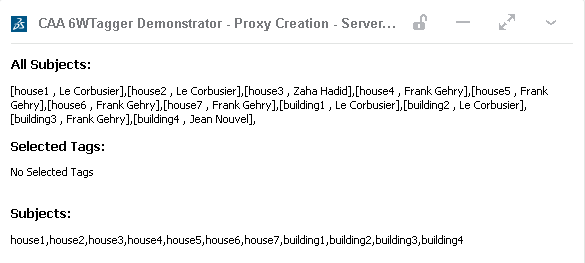 CAA 6WTagger Demonstrator - Proxy Creation - Server...
All Subjects:
[house1 , Le Corbusier],[house2 , Le Corbusier],[house3 , Zaha Hadid],[house4 , Frank Gehry],[house5 , Frank
Gehry],[house6 , Frank Gehry],[house7 , Frank Gehry],[building1 , Le Corbusier],[building2 , Le Corbusier],
[building3 , Frank Gehry],[building4 , Jean Nouvel],
Selected Tags:
No Selected Tags
Subjects:
house1,house2,house3,house4,house5,house6,house7,building1,building2,building3,building4